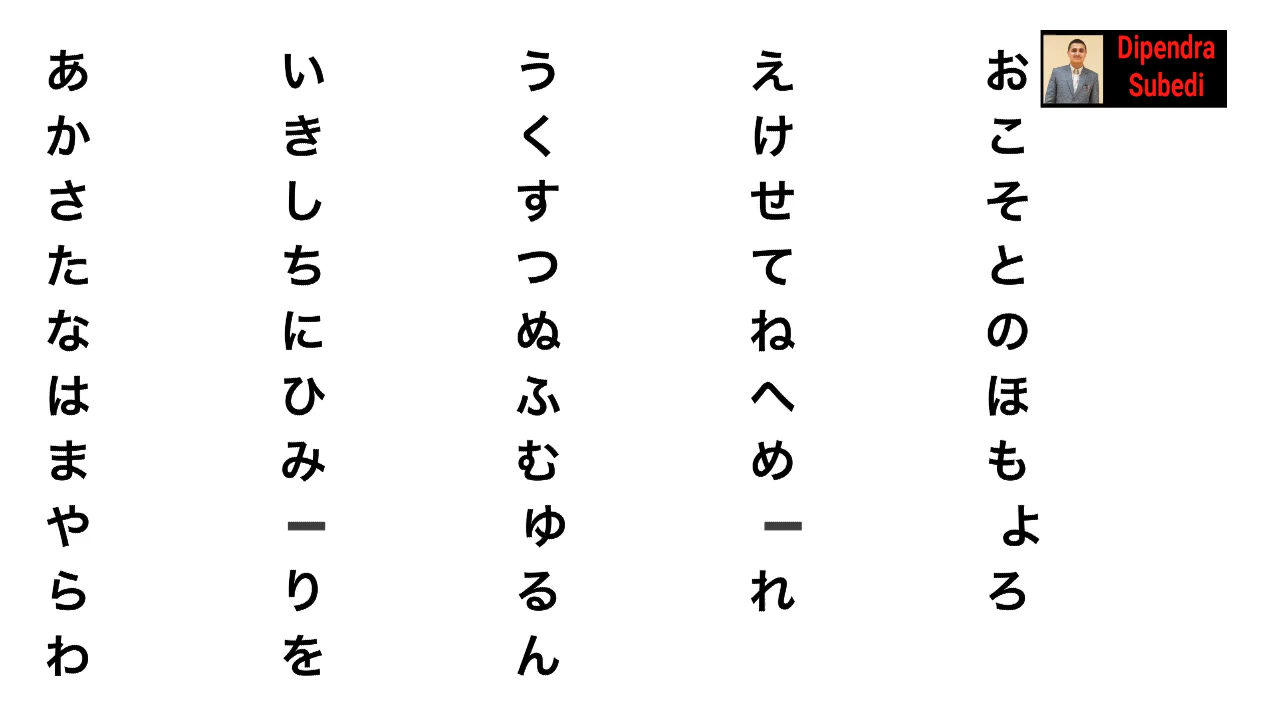 あ い う え お
か き く け こ
さ し す せ そ
た ち つ て と
な に ぬ ね の
は ひ ふ へ ほ
ま み む め も
や ー ゆ ー よ
ら り る れ ろ
わ を ん
Dipendra
Subedi